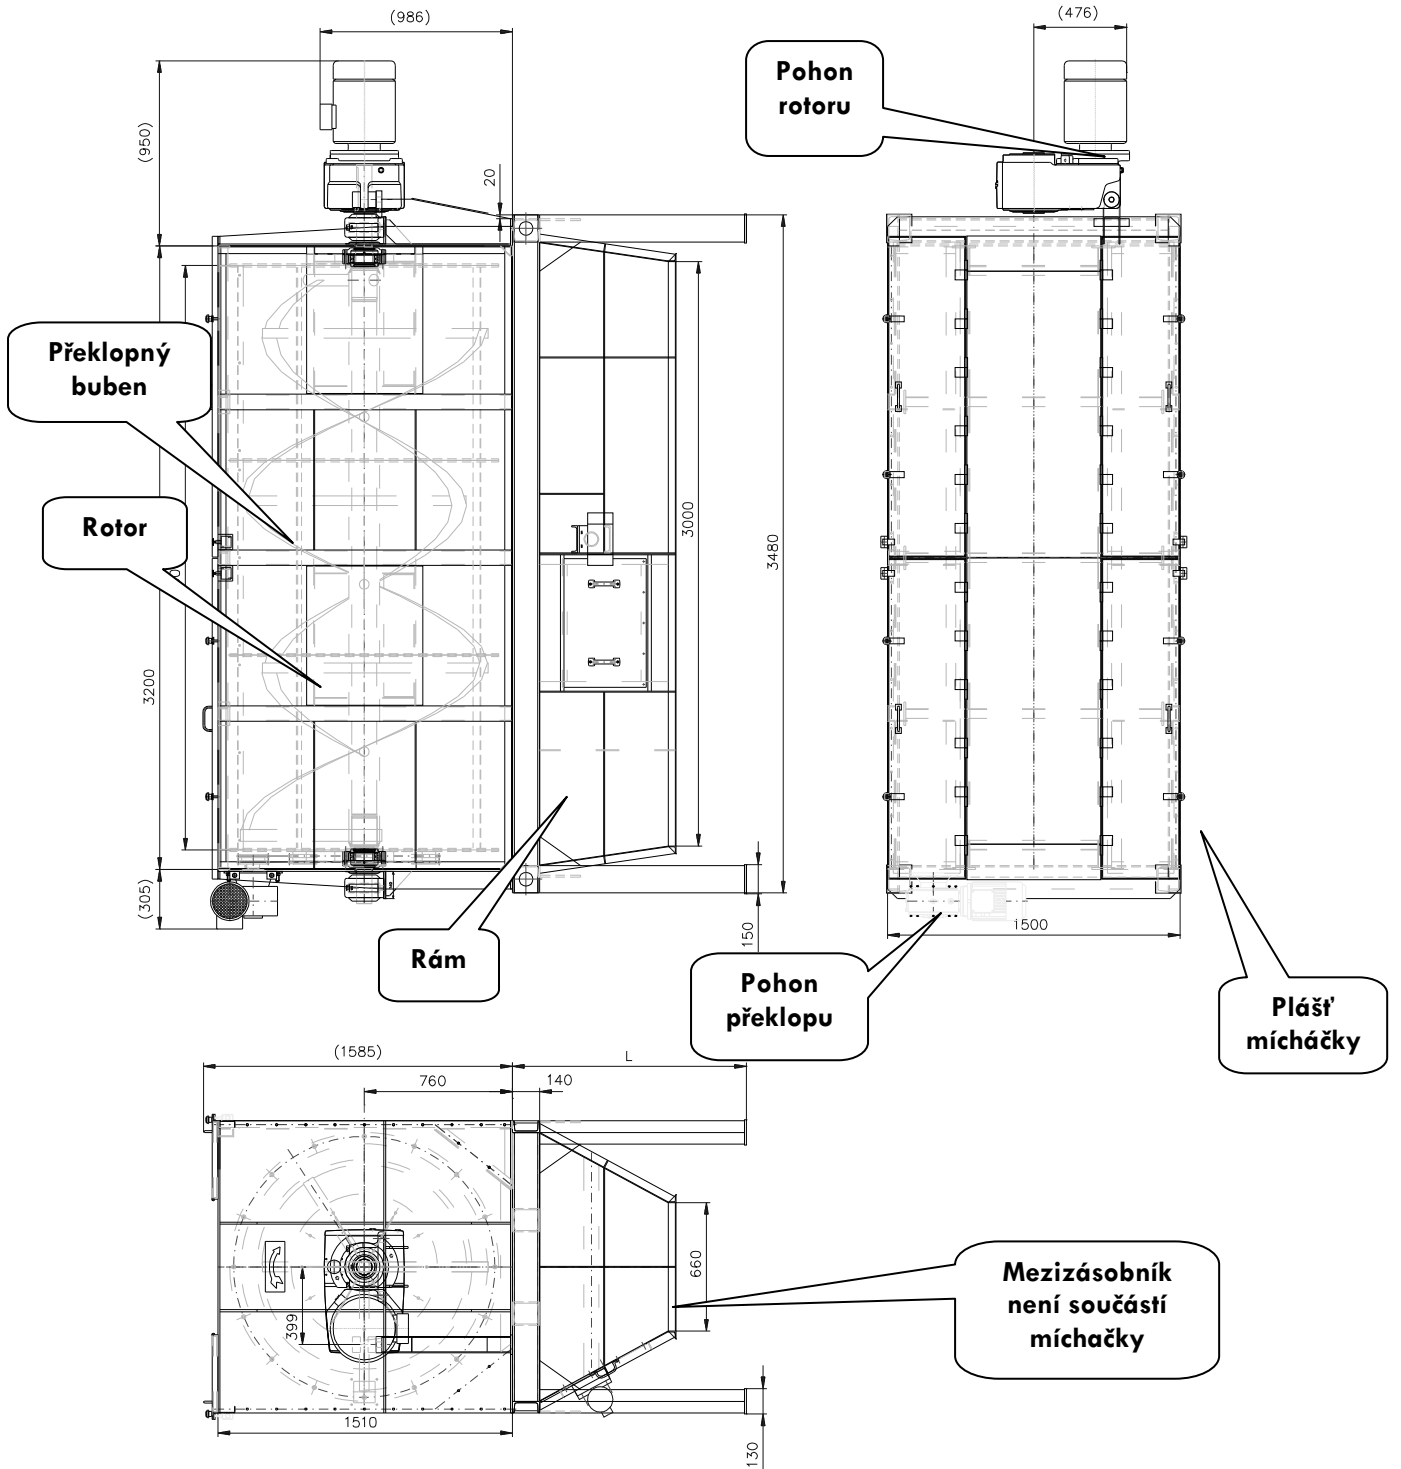 (986)
(476)
Pohon
rotoru
(950)
20
Překlopný
buben
Rotor
3000
3480
3200
(305)
150
1500
Rám
Pohon
překlopu
Plášť
mícháčky
(1585)
L
760
140
660
399
Mezizásobník
není součástí
míchačky
1510
130